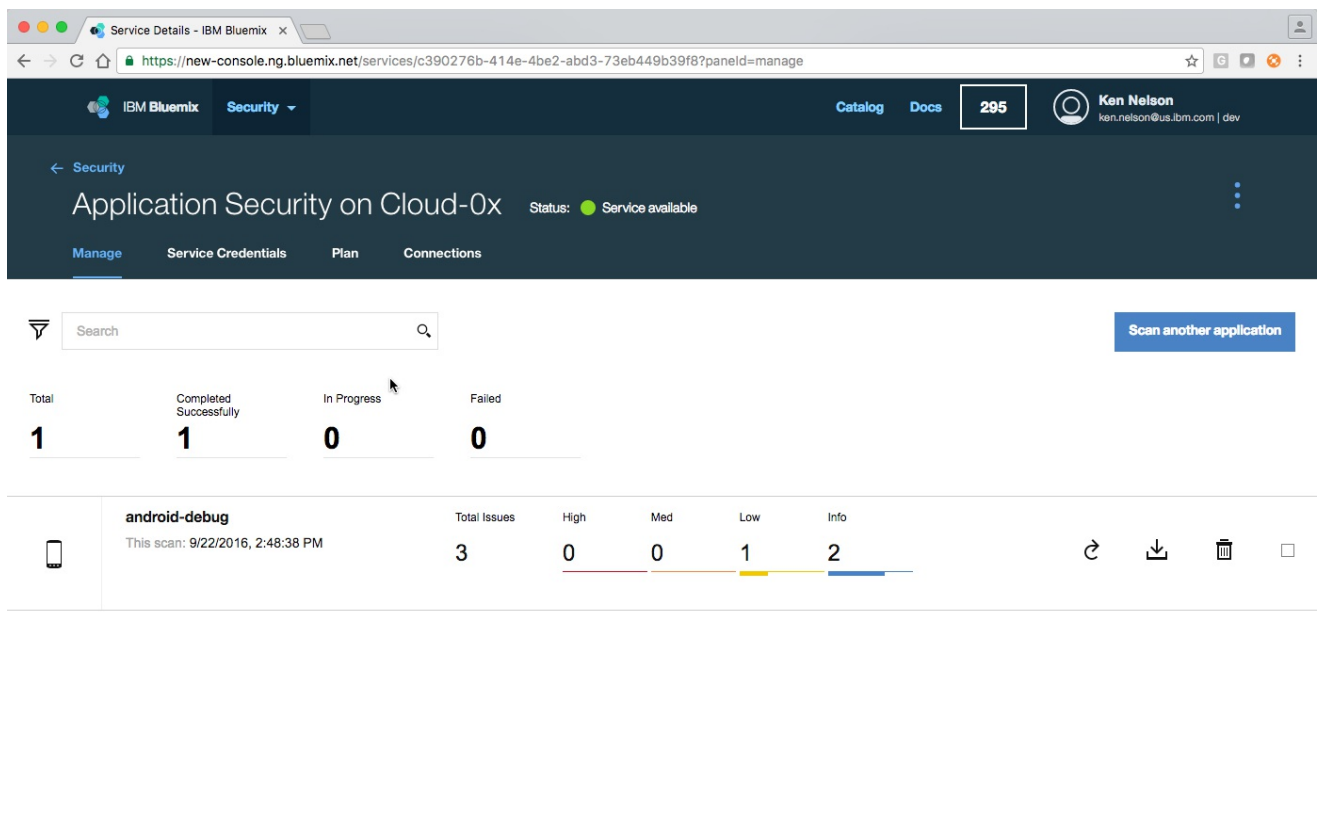 Service Details - IBM Bluemix
https://new-console.ng.bluemix.net/services/c390276b-414e-4be2-abd3-73eb449b39f8?paneId=manage
G
IBM Bluemix Security Catalog Docs 295 Ken Nelson
ken.nelson@us.ibm.com | dev
← Security
Application Security on Cloud-0x Status: Service available
Manage Service Credentials Plan Connections
Search Scan another application
Total Completed Successfully In Progress Failed
1 1 0 0
android-debug Total Issues High Med Low Info
This scan: 9/22/2016, 2:48:38 PM 3 0 0 1 2